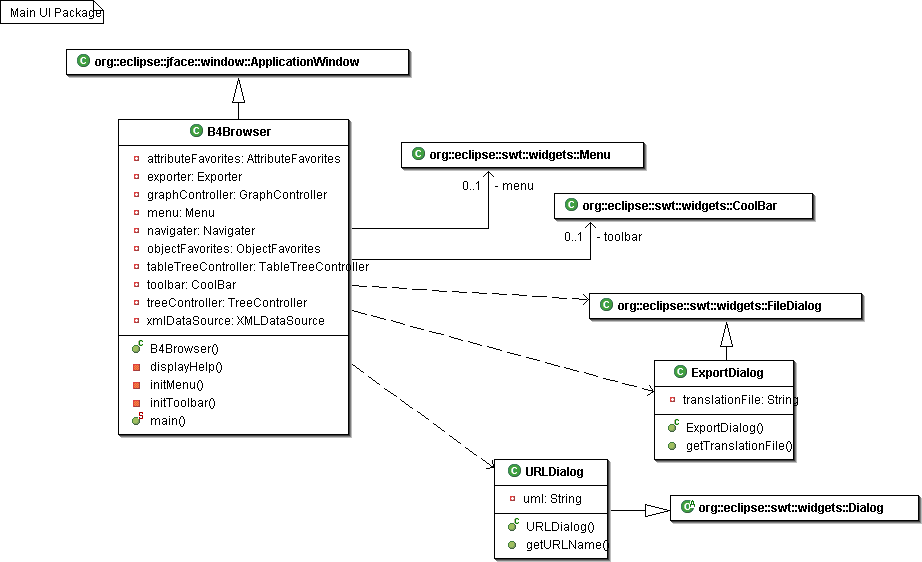 Main UI Package
org::eclipse::jface::window::ApplicationWindow
B4Browser
attributeFavorites: AttributeFavorites
exporter: Exporter
graphController: GraphController
menu: Menu
navigater: Navigater
objectFavorites: ObjectFavorites
tableTreeController: TableTreeController
toolbar: CoolBar
treeController: TreeController
xmlDataSource: XMLDataSource
B4Browser()
displayHelp()
initMenu()
initToolbar()
main()
org::eclipse::swt::widgets::Menu
0..1 - menu
org::eclipse::swt::widgets::CoolBar
0..1 - toolbar
org::eclipse::swt::widgets::FileDialog
ExportDialog
translationFile: String
ExportDialog()
getTranslationFile()
URLDialog
uml: String
URLDialog()
getURLName()
org::eclipse::swt::widgets::Dialog